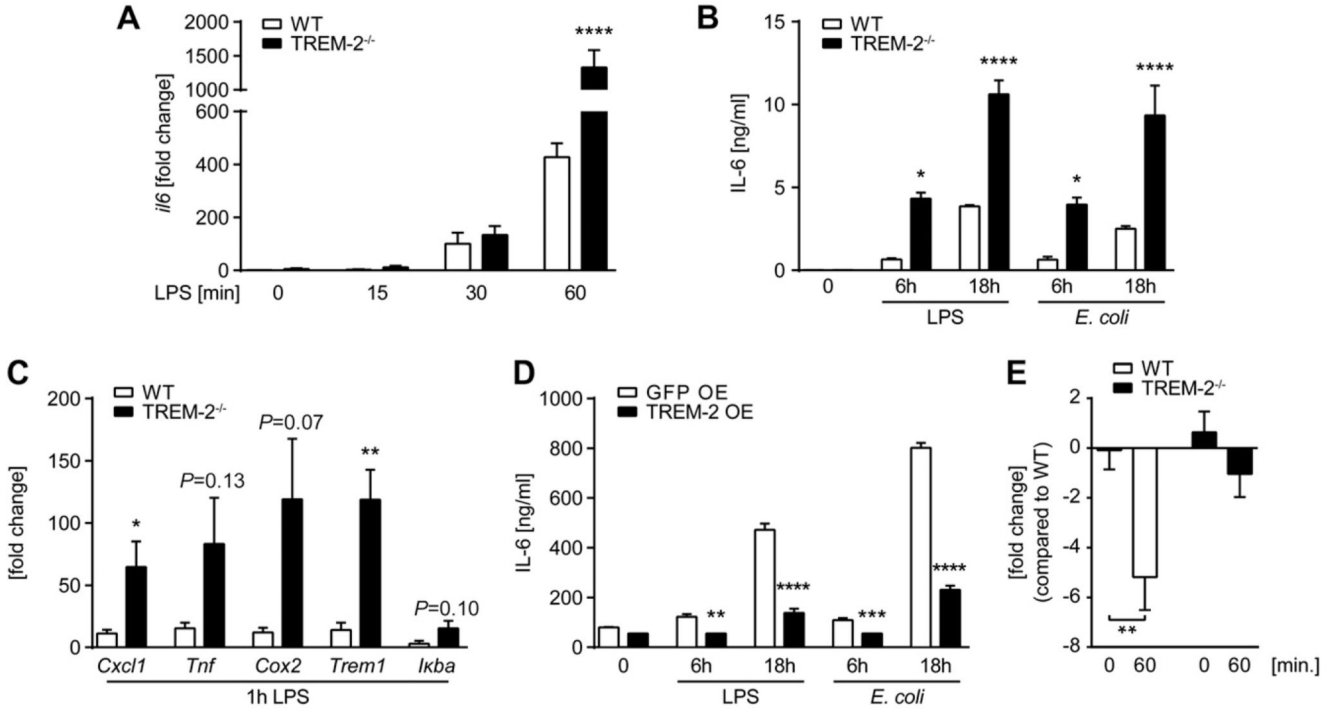 A
WT
TREM-2-/-
il6 [fold change]
2000
1500
1000
600
400
200
0
****
LPS [min]
0 15 30 60
B
WT
TREM-2-/-
IL-6 [ng/ml]
15
10
5
0
* **** * ****
0 6h 18h 6h 18h
LPS E. coli
C
WT
TREM-2-/-
[fold change]
200
150
100
50
0
*
P=0.13
P=0.07
**
P=0.10
Cxcl1 Tnf Cox2 Trem1 Iκba
1h LPS
D
GFP OE
TREM-2 OE
IL-6 [ng/ml]
1000
800
600
400
200
0
** **** *** ****
0 6h 18h 6h 18h
LPS E. coli
E
WT
TREM-2-/-
[fold change]
(compared to WT)
2
0
-2
-4
-6
-8
**
0 60 0 60 [min.]